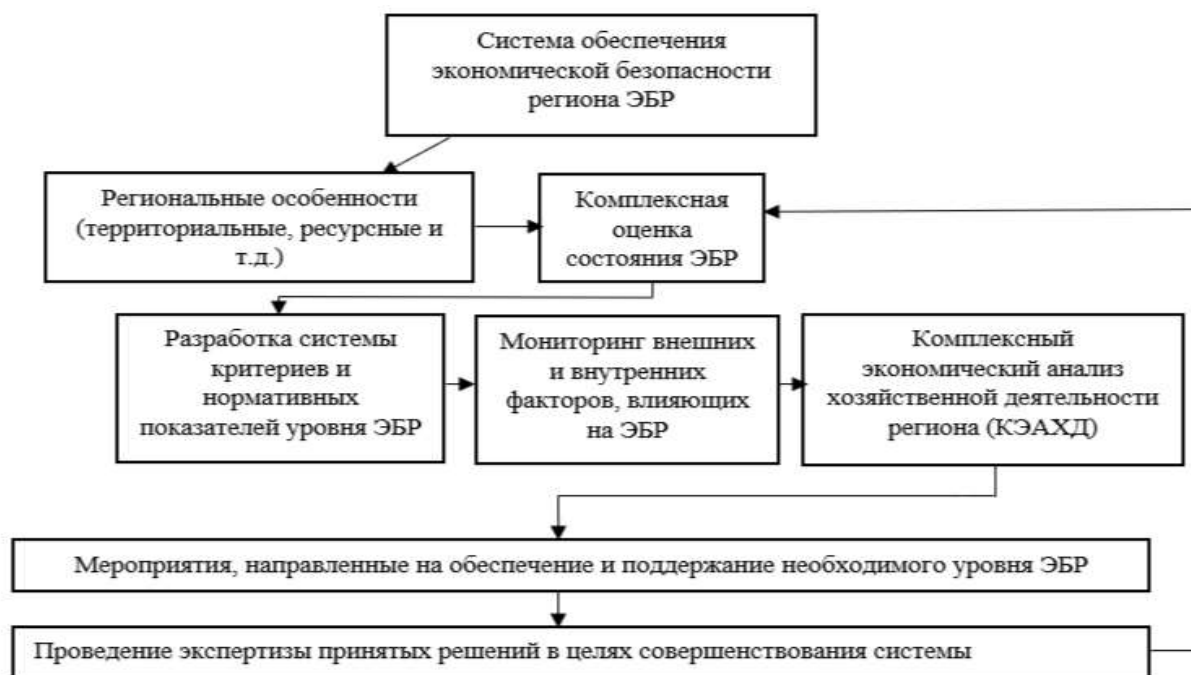 Система обеспечения
экономической безопасности
региона ЭБР
Региональные особенности
(территориальные, ресурсные и
т.д.)
Комплексная
оценка
состояния ЭБР
Разработка системы
критериев и
нормативных
показателей уровня ЭБР
Мониторинг внешних
и внутренних
факторов, влияющих
на ЭБР
Комплексный
экономический анализ
хозяйственной деятельности
региона (КЭАХД)
Мероприятия, направленные на обеспечение и поддержание необходимого уровня ЭБР
Проведение экспертизы принятых решений в целях совершенствования системы